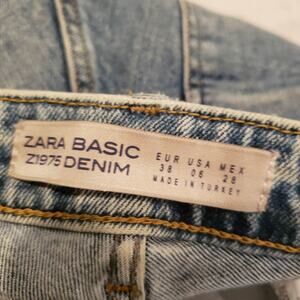 ZARA BASIC
Z1975 DENIM
EUR USA MEX
38 06 28
MADE IN TURKEY